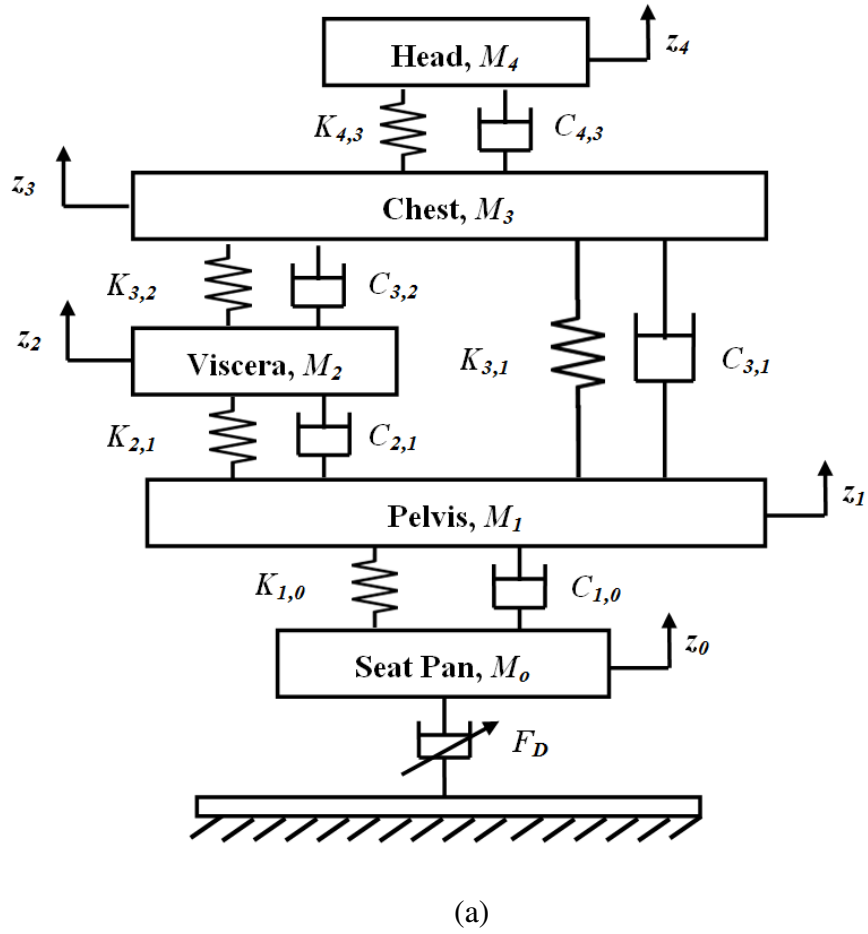 Head, M4
z4
K4,3
C4,3
z3
Chest, M3
K3,2
C3,2
z2
Viscera, M2
K3,1
C3,1
K2,1
C2,1
Pelvis, M1
z1
K1,0
C1,0
Seat Pan, Mo
z0
FD
(a)